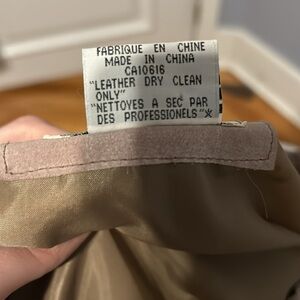 FABRIQUE EN CHINE
MADE IN CHINA
CA10616
"LEATHER DRY CLEAN
ONLY"
"NETTOYES A SEC PAR
DES PROFESSIONELS"